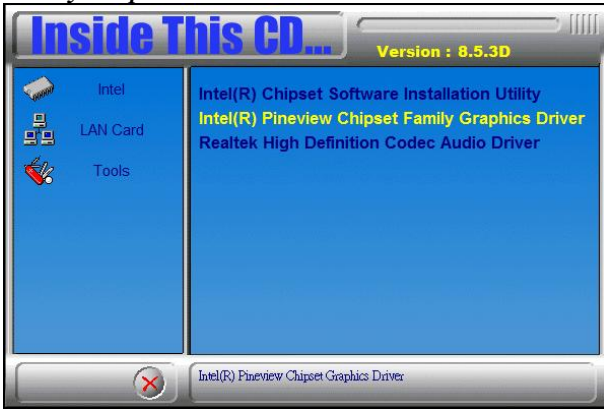 Inside This CD...
Version : 8.5.3D
Intel
LAN Card
Tools
Intel(R) Chipset Software Installation Utility
Intel(R) Pineview Chipset Family Graphics Driver
Realtek High Definition Codec Audio Driver
Intel(R) Pineview Chipset Graphics Driver